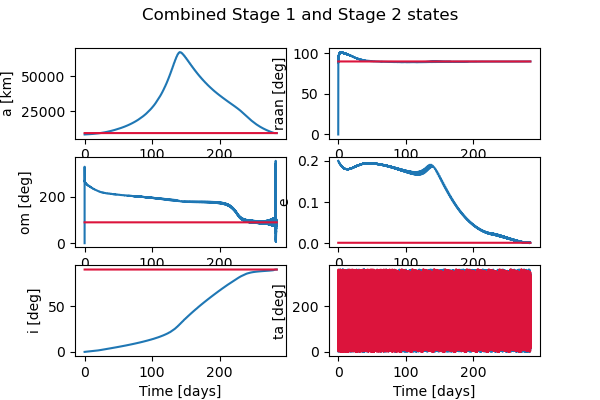 Combined Stage 1 and Stage 2 states
a [km]
50000
25000
0 100 200
raan [deg]
100
50
0
0 100 200
om [deg]
200
0
0 100 200
e
0.2
0.1
0.0
0 100 200
i [deg]
50
0
0 100 200
Time [days]
ta [deg]
200
0
0 100 200
Time [days]